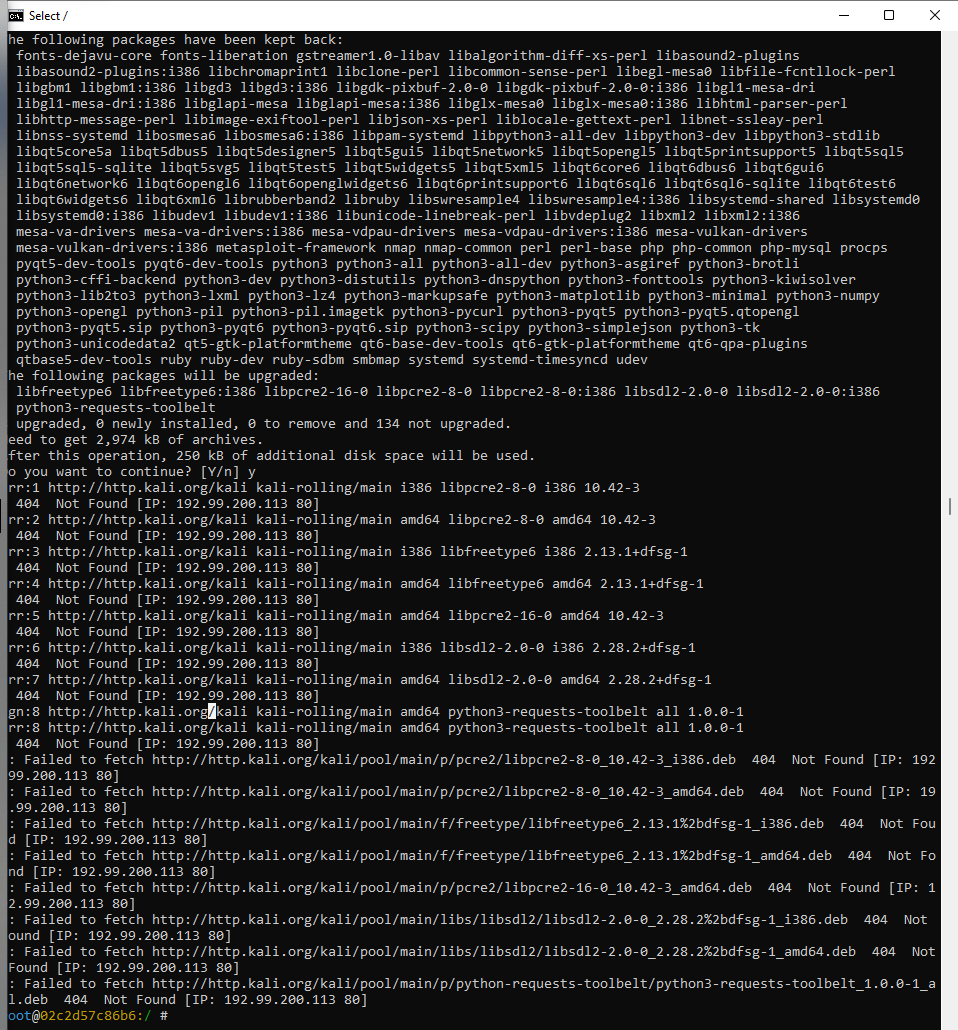 Select /
he following packages have been kept back:
fonts-dejavu-core fonts-liberation gstreamer1.0-libav libalgorithm-diff-xs-perl libasound2-plugins
libasound2-plugins:i386 libchromaprint1 libclone-perl libcommon-sense-perl libegl-mesa0 libfile-fcntllock-perl
libgbm1 libgbm1:i386 libgd3 libgd3:i386 libgdk-pixbuf-2.0-0 libgdk-pixbuf-2.0-0:i386 libgl1-mesa-dri
libgl1-mesa-dri:i386 libglapi-mesa libglapi-mesa:i386 libglx-mesa0 libglx-mesa0:i386 libhtml-parser-perl
libhttp-message-perl libimage-exiftool-perl libjson-xs-perl liblocale-gettext-perl libnet-ssleay-perl
libnss-systemd libosmesa6 libosmesa6:i386 libpam-systemd libpython3-all-dev libpython3-dev libpython3-stdlib
libqt5core5a libqt5dbus5 libqt5designer5 libqt5gui5 libqt5network5 libqt5opengl5 libqt5printsupport5 libqt5sql5
libqt5sql5-sqlite libqt5svg5 libqt5test5 libqt5widgets5 libqt5xml5 libqt6core6 libqt6dbus6 libqt6gui6
libqt6network6 libqt6opengl6 libqt6openglwidgets6 libqt6printsupport6 libqt6sql6 libqt6sql6-sqlite libqt6test6
libqt6widgets6 libqt6xml6 librubberband2 libruby libswresample4 libswresample4:i386 libsystemd-shared libsystemd0
libsystemd0:i386 libudev1 libudev1:i386 libunicode-linebreak-perl libvdeplug2 libxml2 libxml2:i386
mesa-va-drivers mesa-va-drivers:i386 mesa-vdpau-drivers mesa-vdpau-drivers:i386 mesa-vulkan-drivers
mesa-vulkan-drivers:i386 metasploit-framework nmap nmap-common perl perl-base php php-common php-mysql procps
pyqt5-dev-tools pyqt6-dev-tools python3 python3-all python3-all-dev python3-asgiref python3-brotli
python3-cffi-backend python3-dev python3-distutils python3-dnspython python3-fonttools python3-kiwisolver
python3-lib2to3 python3-lxml python3-lz4 python3-markupsafe python3-matplotlib python3-minimal python3-numpy
python3-opengl python3-pil python3-pil.imagetk python3-pycurl python3-pyqt5 python3-pyqt5.qtopengl
python3-pyqt5.sip python3-pyqt6 python3-pyqt6.sip python3-scipy python3-simplejson python3-tk
python3-unicodedata2 qt5-gtk-platformtheme qt6-base-dev-tools qt6-gtk-platformtheme qt6-qpa-plugins
qtbase5-dev-tools ruby ruby-dev ruby-sdbm smbmap systemd systemd-timesyncd udev
he following packages will be upgraded:
libfreetype6 libfreetype6:i386 libpcre2-16-0 libpcre2-8-0 libpcre2-8-0:i386 libsdl2-2.0-0 libsdl2-2.0-0:i386
python3-requests-toolbelt
upgraded, 0 newly installed, 0 to remove and 134 not upgraded.
eed to get 2,974 kB of archives.
fter this operation, 250 kB of additional disk space will be used.
o you want to continue? [Y/n] y
rr:1 http://http.kali.org/kali kali-rolling/main i386 libpcre2-8-0 i386 10.42-3
404  Not Found [IP: 192.99.200.113 80]
rr:2 http://http.kali.org/kali kali-rolling/main amd64 libpcre2-8-0 amd64 10.42-3
404  Not Found [IP: 192.99.200.113 80]
rr:3 http://http.kali.org/kali kali-rolling/main i386 libfreetype6 i386 2.13.1+dfsg-1
404  Not Found [IP: 192.99.200.113 80]
rr:4 http://http.kali.org/kali kali-rolling/main amd64 libfreetype6 amd64 2.13.1+dfsg-1
404  Not Found [IP: 192.99.200.113 80]
rr:5 http://http.kali.org/kali kali-rolling/main amd64 libpcre2-16-0 amd64 10.42-3
404  Not Found [IP: 192.99.200.113 80]
rr:6 http://http.kali.org/kali kali-rolling/main i386 libsdl2-2.0-0 i386 2.28.2+dfsg-1
404  Not Found [IP: 192.99.200.113 80]
rr:7 http://http.kali.org/kali kali-rolling/main amd64 libsdl2-2.0-0 amd64 2.28.2+dfsg-1
404  Not Found [IP: 192.99.200.113 80]
gn:8 http://http.kali.org/kali kali-rolling/main amd64 python3-requests-toolbelt all 1.0.0-1
rr:8 http://http.kali.org/kali kali-rolling/main amd64 python3-requests-toolbelt all 1.0.0-1
404  Not Found [IP: 192.99.200.113 80]
: Failed to fetch http://http.kali.org/kali/pool/main/p/pcre2/libpcre2-8-0_10.42-3_i386.deb  404  Not Found [IP: 192
99.200.113 80]
: Failed to fetch http://http.kali.org/kali/pool/main/p/pcre2/libpcre2-8-0_10.42-3_amd64.deb  404  Not Found [IP: 19
.99.200.113 80]
: Failed to fetch http://http.kali.org/kali/pool/main/f/freetype/libfreetype6_2.13.1%2bdfsg-1_i386.deb  404  Not Fou
d [IP: 192.99.200.113 80]
: Failed to fetch http://http.kali.org/kali/pool/main/f/freetype/libfreetype6_2.13.1%2bdfsg-1_amd64.deb  404  Not Fo
nd [IP: 192.99.200.113 80]
: Failed to fetch http://http.kali.org/kali/pool/main/p/pcre2/libpcre2-16-0_10.42-3_amd64.deb  404  Not Found [IP: 1
2.99.200.113 80]
: Failed to fetch http://http.kali.org/kali/pool/main/libs/libsdl2/libsdl2-2.0-0_2.28.2%2bdfsg-1_i386.deb  404  Not
ound [IP: 192.99.200.113 80]
: Failed to fetch http://http.kali.org/kali/pool/main/libs/libsdl2/libsdl2-2.0-0_2.28.2%2bdfsg-1_amd64.deb  404  Not
Found [IP: 192.99.200.113 80]
: Failed to fetch http://http.kali.org/kali/pool/main/p/python-requests-toolbelt/python3-requests-toolbelt_1.0.0-1_a
l.deb  404  Not Found [IP: 192.99.200.113 80]
oot@02c2d57c86b6:/ #